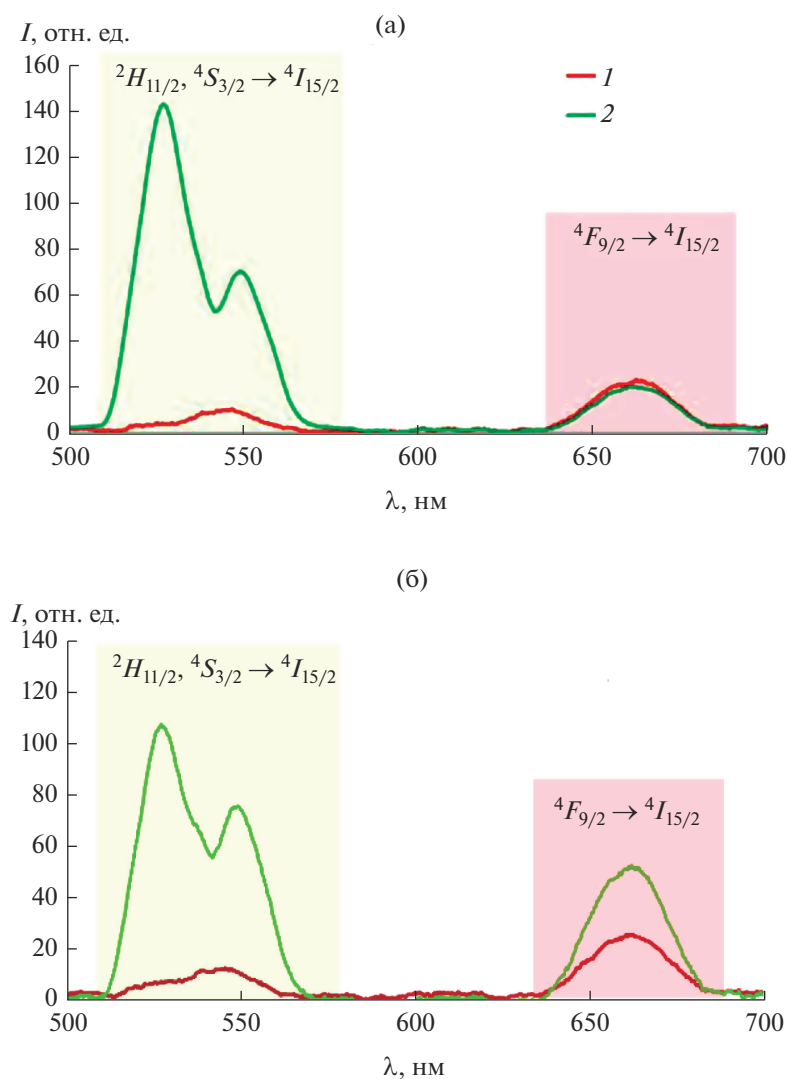 (а)
I, отн. ед.
160
140
120
100
80
60
40
20
0
²H₁₁/₂, ⁴S₃/₂ → ⁴I₁₅/₂
1
2
⁴F₉/₂ → ⁴I₁₅/₂
500 550 600 650 700
λ, нм
(б)
I, отн. ед.
140
120
100
80
60
40
20
0
²H₁₁/₂, ⁴S₃/₂ → ⁴I₁₅/₂
⁴F₉/₂ → ⁴I₁₅/₂
500 550 600 650 700
λ, нм